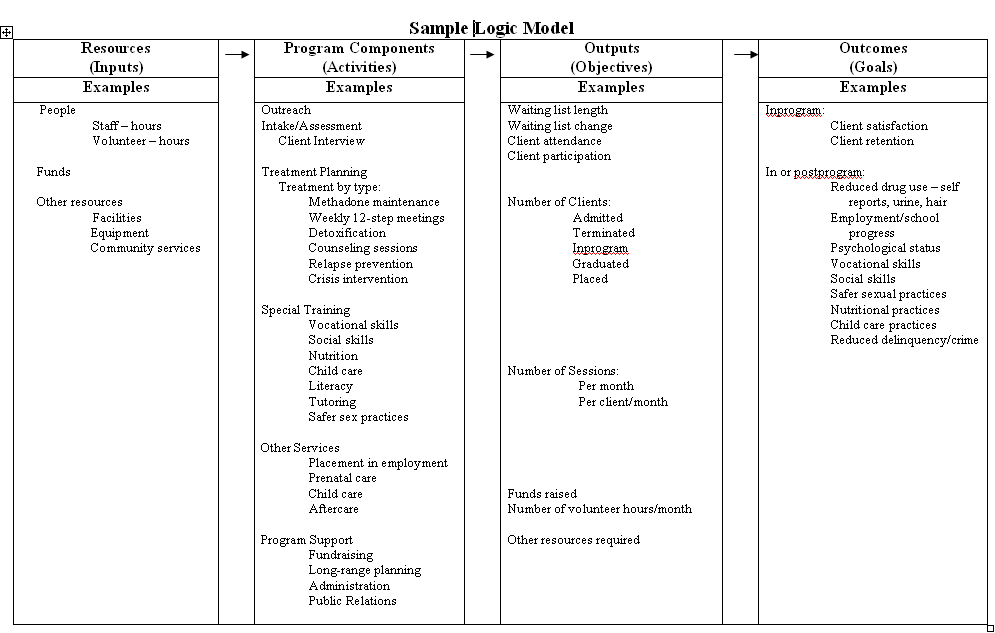 Sample Logic Model
Resources
(Inputs)
Examples
People
Staff – hours
Volunteer – hours
Funds
Other resources
Facilities
Equipment
Community services
Program Components
(Activities)
Examples
Outreach
Intake/Assessment
Client Interview
Treatment Planning
Treatment by type:
Methadone maintenance
Weekly 12-step meetings
Detoxification
Counseling sessions
Relapse prevention
Crisis intervention
Special Training
Vocational skills
Social skills
Nutrition
Child care
Literacy
Tutoring
Safer sex practices
Other Services
Placement in employment
Prenatal care
Child care
Aftercare
Program Support
Fundraising
Long-range planning
Administration
Public Relations
Outputs
(Objectives)
Examples
Waiting list length
Waiting list change
Client attendance
Client participation
Number of Clients:
Admitted
Terminated
Inprogram
Graduated
Placed
Number of Sessions:
Per month
Per client/month
Funds raised
Number of volunteer hours/month
Other resources required
Outcomes
(Goals)
Examples
Inprogram:
Client satisfaction
Client retention
In or postprogram:
Reduced drug use – self
reports, urine, hair
Employment/school
progress
Psychological status
Vocational skills
Social skills
Safer sexual practices
Nutritional practices
Child care practices
Reduced delinquency/crime